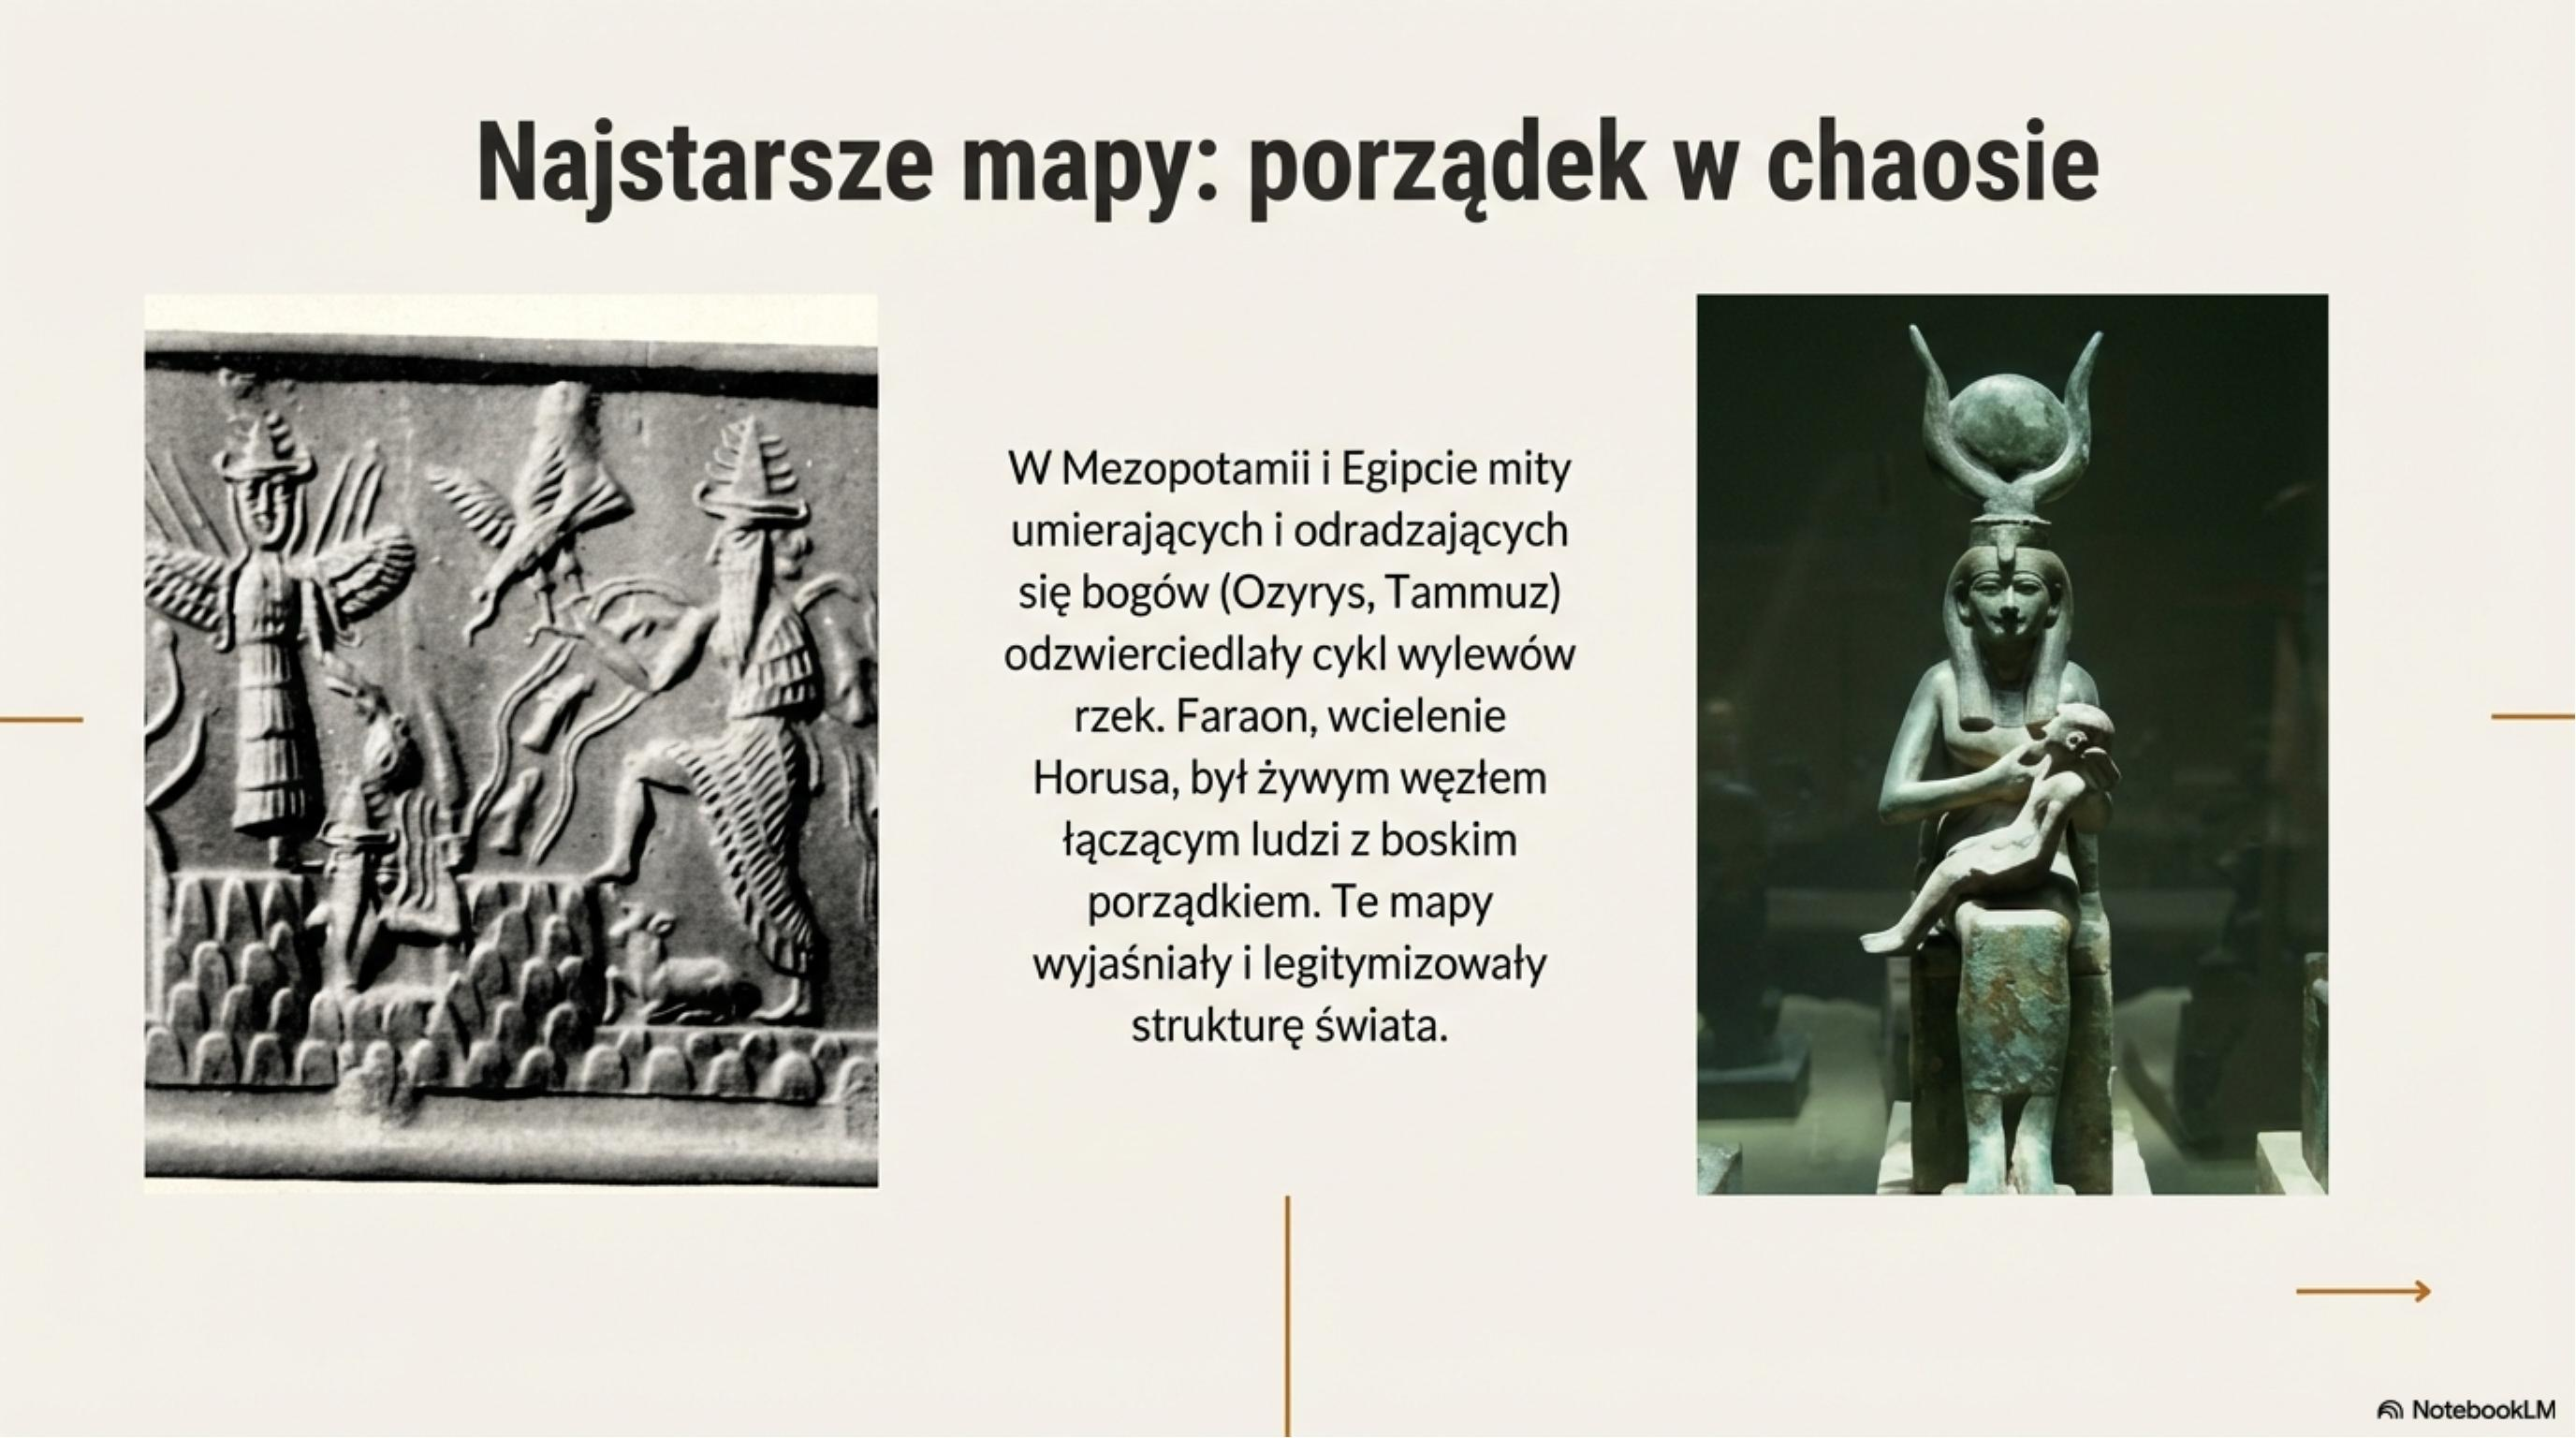 Najstarsze mapy: porządek w chaosie
W Mezopotamii i Egipcie mity
umierających i odradzających
się bogów (Ozyrys, Tammuz)
odzwierciedlały cykl wylewów
rzek. Faraon, wcielenie
Horusa, był żywym węzłem
łączącym ludzi z boskim
porządkiem. Te mapy
wyjaśniały i legitymizowały
strukturę świata.
NotebookLM